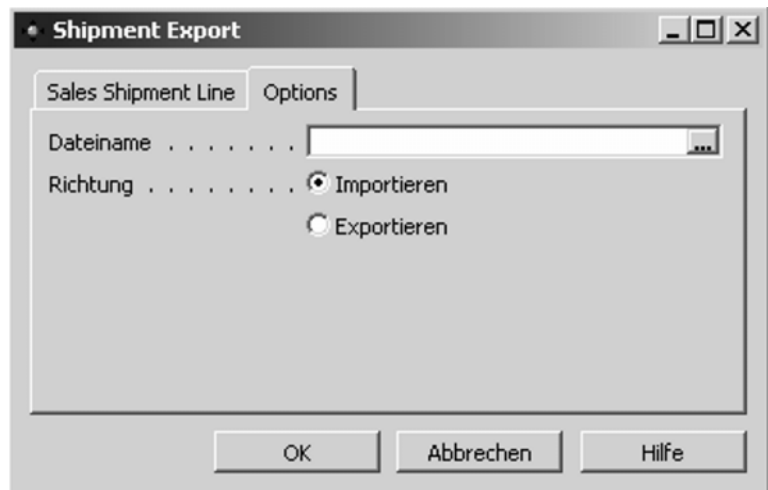 Shipment Export
Sales Shipment Line Options
Dateiname . . . . . . . ...
Richtung . . . . . . . . Importieren
Exportieren
OK Abbrechen Hilfe